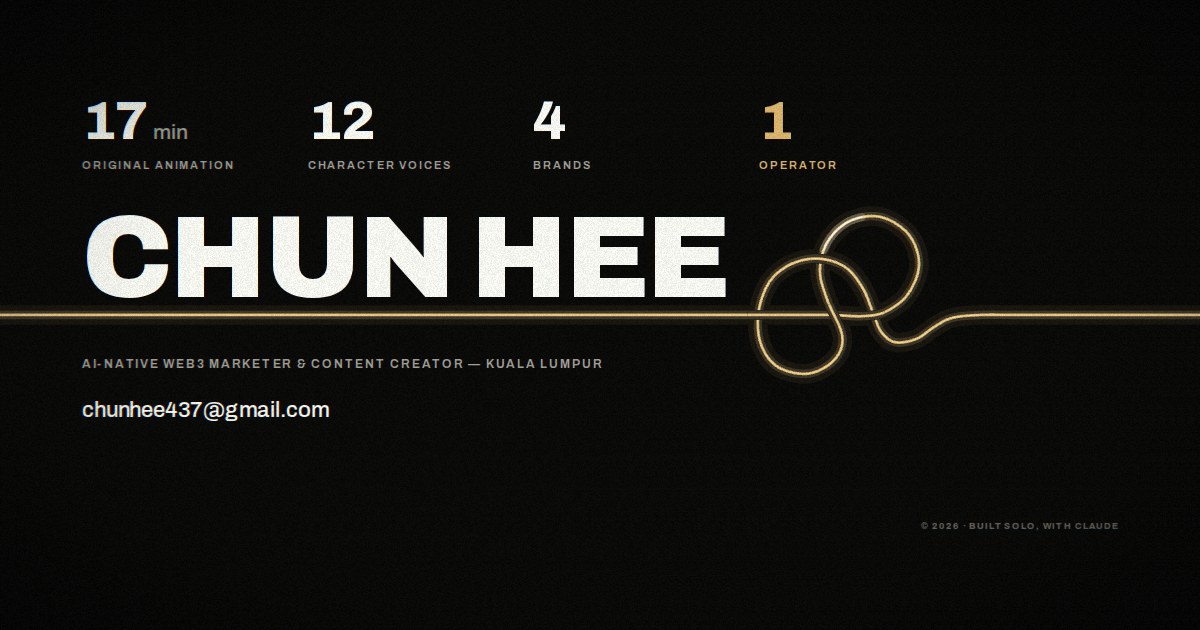 17 min 12 4 1
ORIGINAL ANIMATION CHARACTER VOICES BRANDS OPERATOR
CHUN HEE
AI-NATIVE WEB3 MARKETER & CONTENT CREATOR — KUALA LUMPUR
chunhee437@gmail.com
© 2026 · BUILT SOLO, WITH CLAUDE